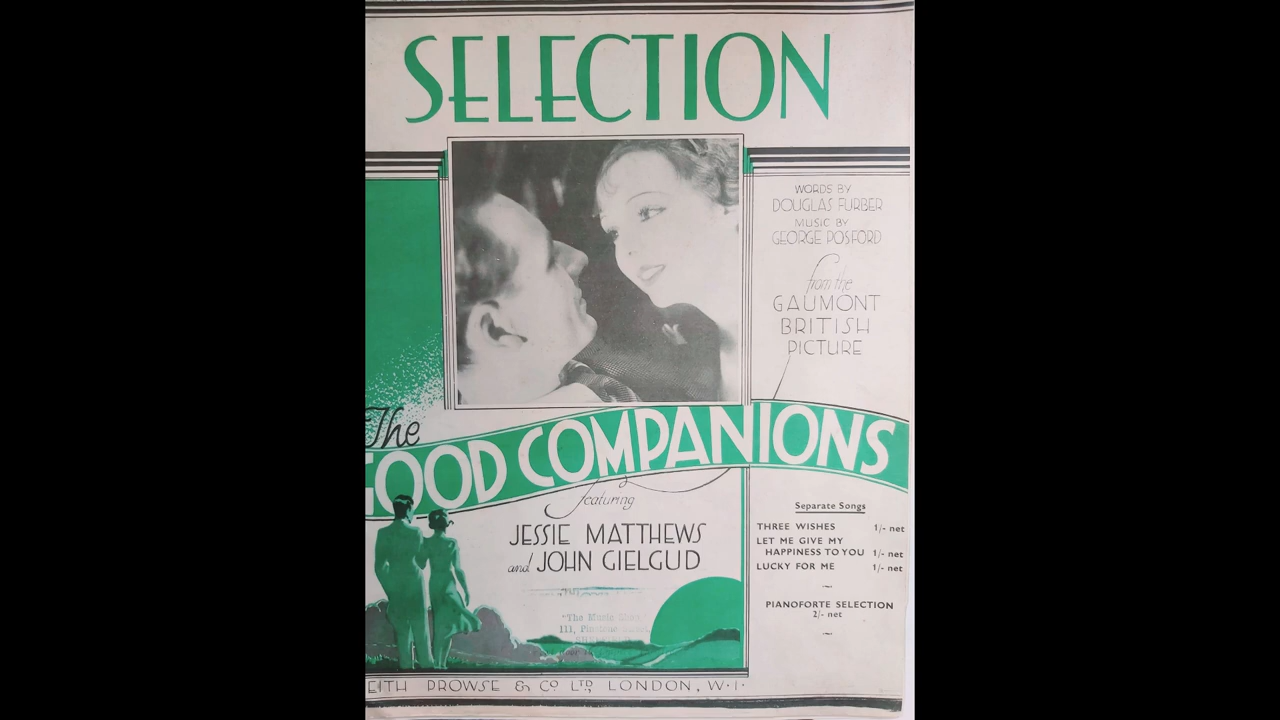 SELECTION
WORDS BY
DOUGLAS FURBER
MUSIC BY
GEORGE POSFORD
from the
GAUMONT
BRITISH
PICTURE
The
GOOD COMPANIONS
featuring
JESSIE MATTHEWS
and JOHN GIELGUD
"The Music
111,
Separate Songs
THREE WISHES 1/- net
LET ME GIVE MY
HAPPINESS TO YOU 1/- net
LUCKY FOR ME 1/- net
PIANOFORTE SELECTION
2/- net
EITH PROWSE & CO LTD, LONDON, W.1.